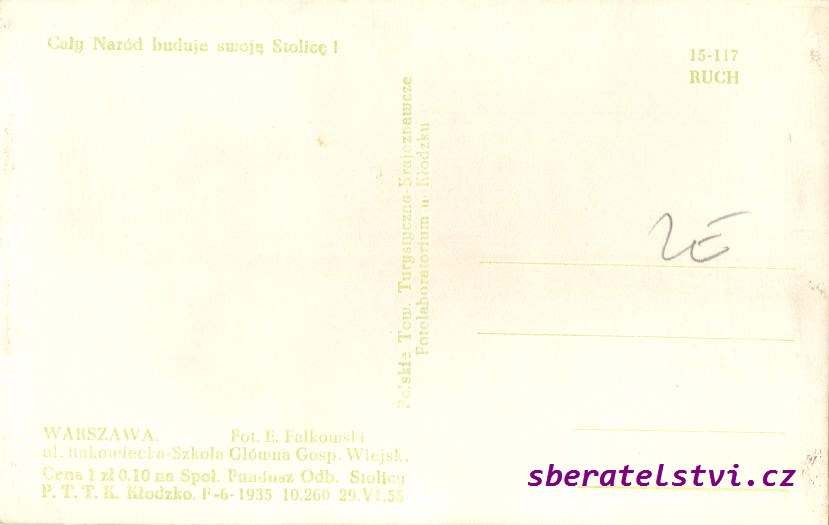 Cały Naród buduje swoją Stolicę !
15-117
RUCH
Polskie Tow. Turystyczno-Krajoznawcze
Fotolaboratorium w Kłodzku
WARSZAWA. Fot. E. Falkowski
ul. Rakowiecka-Szkoła Główna Gosp. Wiejsk.
Cena 1 zł 0.10 na Społ. Fundusz Odb. Stolicy
P. T. T. K. Kłodzko. F-6-1935 10.260 29.VI.55
sberatelstvi.cz